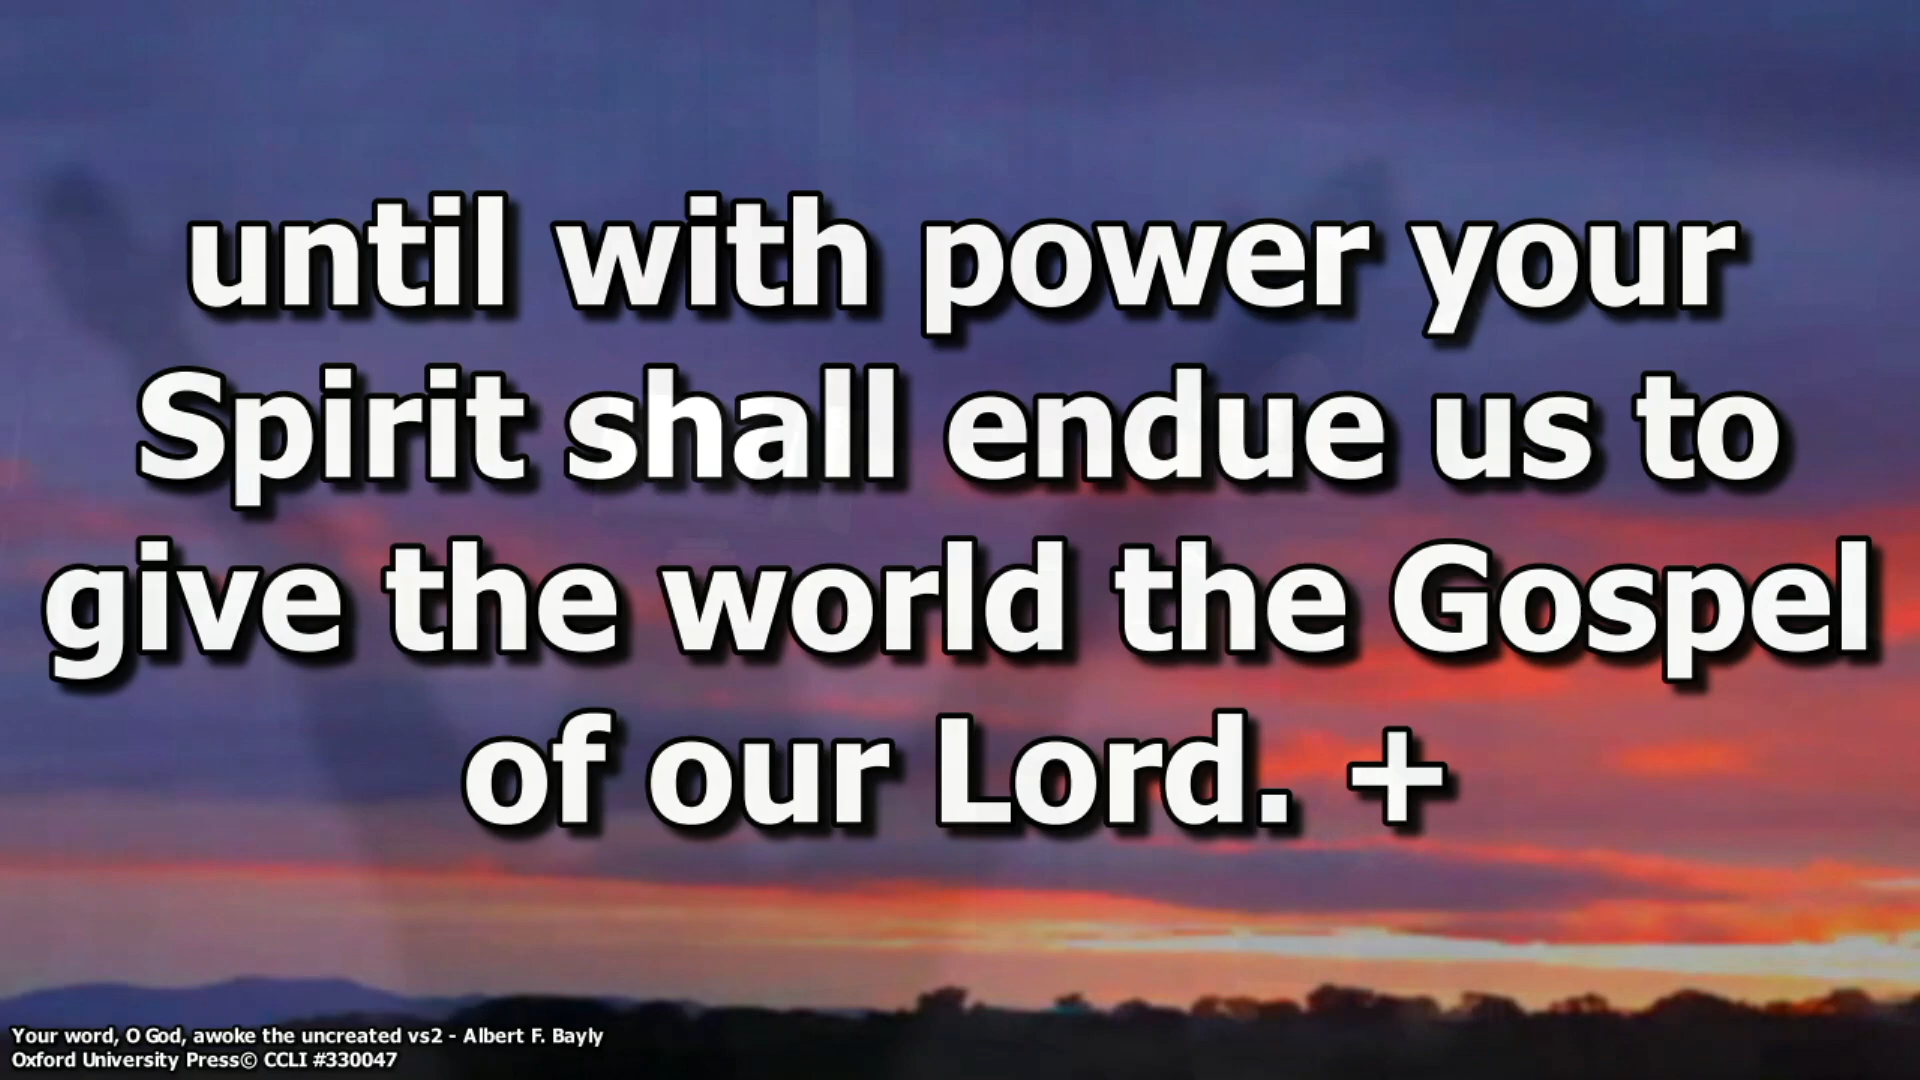 until with power your
Spirit shall endue us to
give the world the Gospel
of our Lord. +
Your word, O God, awoke the uncreated vs2 - Albert F. Bayly
Oxford University Press© CCLI #330047